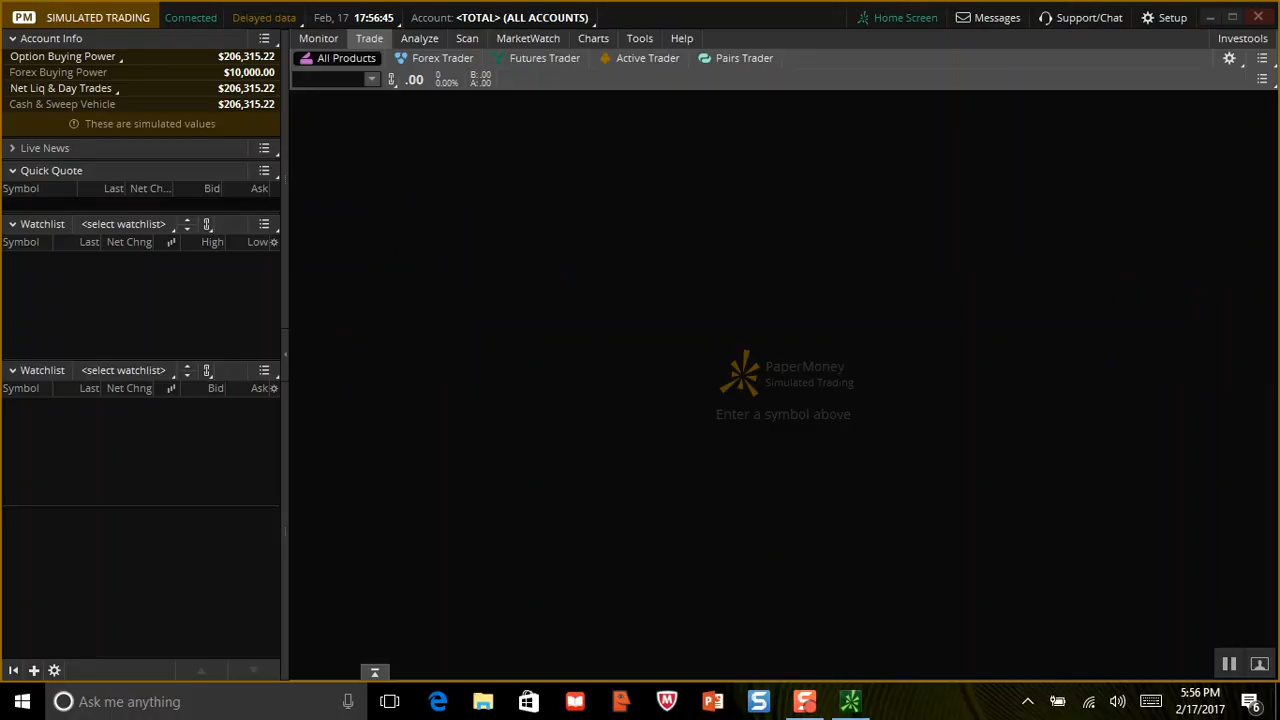 PM SIMULATED TRADING Connected Delayed data Feb, 17 17:56:45 Account: <TOTAL> (ALL ACCOUNTS) Home Screen Messages Support/Chat Setup
Account Info
Option Buying Power $206,315.22
Forex Buying Power $10,000.00
Net Liq & Day Trades $206,315.22
Cash & Sweep Vehicle $206,315.22
These are simulated values
Live News
Quick Quote
Symbol Last Net Ch... Bid Ask
Watchlist <select watchlist>
Symbol Last Net Chng High Low
Watchlist <select watchlist>
Symbol Last Net Chng Bid Ask
Monitor Trade Analyze Scan MarketWatch Charts Tools Help Investools
All Products Forex Trader Futures Trader Active Trader Pairs Trader
.00 0 B: .00
0.00% A: .00
PaperMoney
Simulated Trading
Enter a symbol above
Ask me anything
5:56 PM
2/17/2017
6